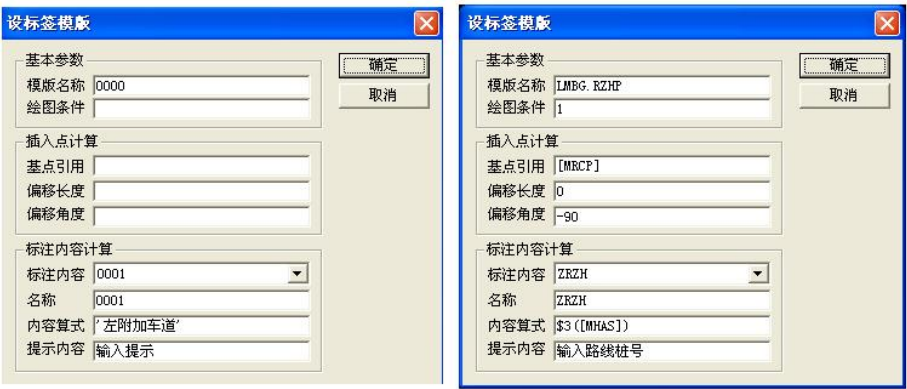 设标签模版
基本参数
确定
模版名称 0000
取消
绘图条件
插入点计算
基点引用
偏移长度
偏移角度
标注内容计算
标注内容 0001
名称 0001
内容算式 '左附加车道'
提示内容 输入提示
设标签模版
基本参数
确定
模版名称 LMBG.RZHP
取消
绘图条件 1
插入点计算
基点引用 [MRCP]
偏移长度 0
偏移角度 -90
标注内容计算
标注内容 ZRZH
名称 ZRZH
内容算式 $3([MHAS])
提示内容 输入路线桩号